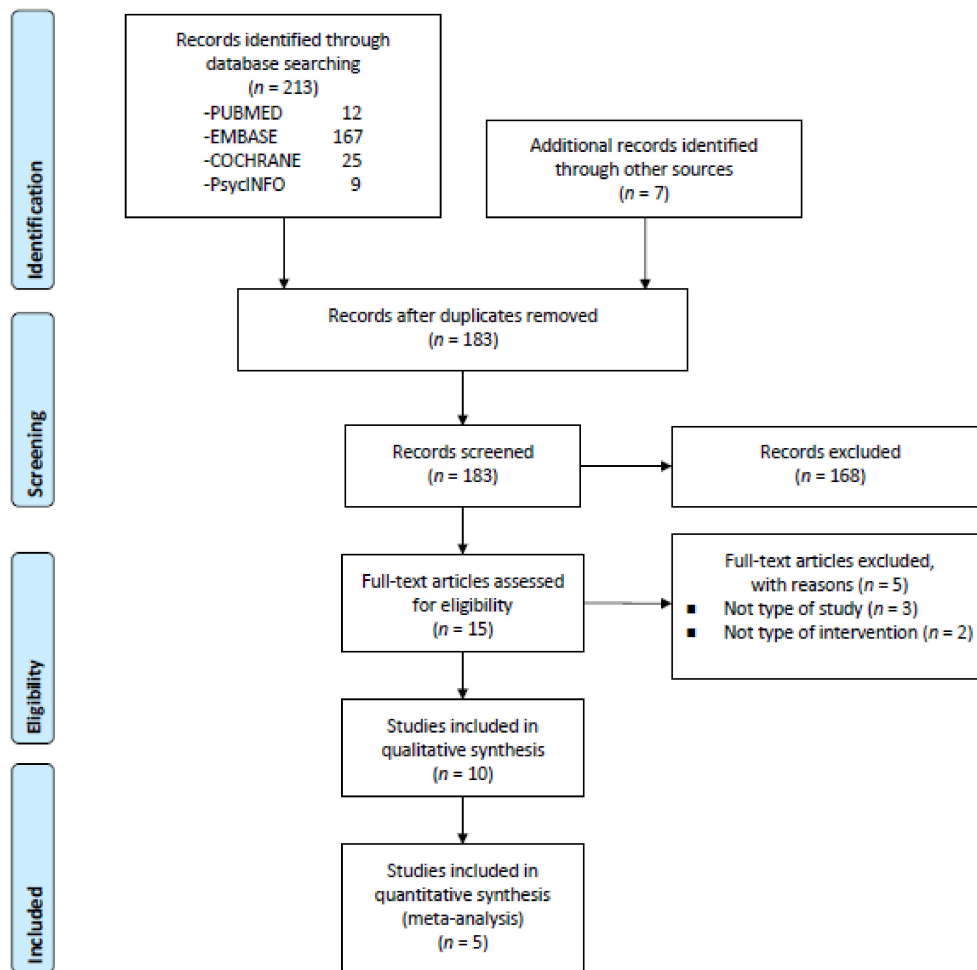 Identification
Records identified through
database searching
(n = 213)
-PUBMED 12
-EMBASE 167
-COCHRANE 25
-PsycINFO 9
Additional records identified
through other sources
(n = 7)
Records after duplicates removed
(n = 183)
Screening
Records screened
(n = 183)
Records excluded
(n = 168)
Eligibility
Full-text articles assessed
for eligibility
(n = 15)
Full-text articles excluded,
with reasons (n = 5)
■ Not type of study (n = 3)
■ Not type of intervention (n = 2)
Studies included in
qualitative synthesis
(n = 10)
Included
Studies included in
quantitative synthesis
(meta-analysis)
(n = 5)